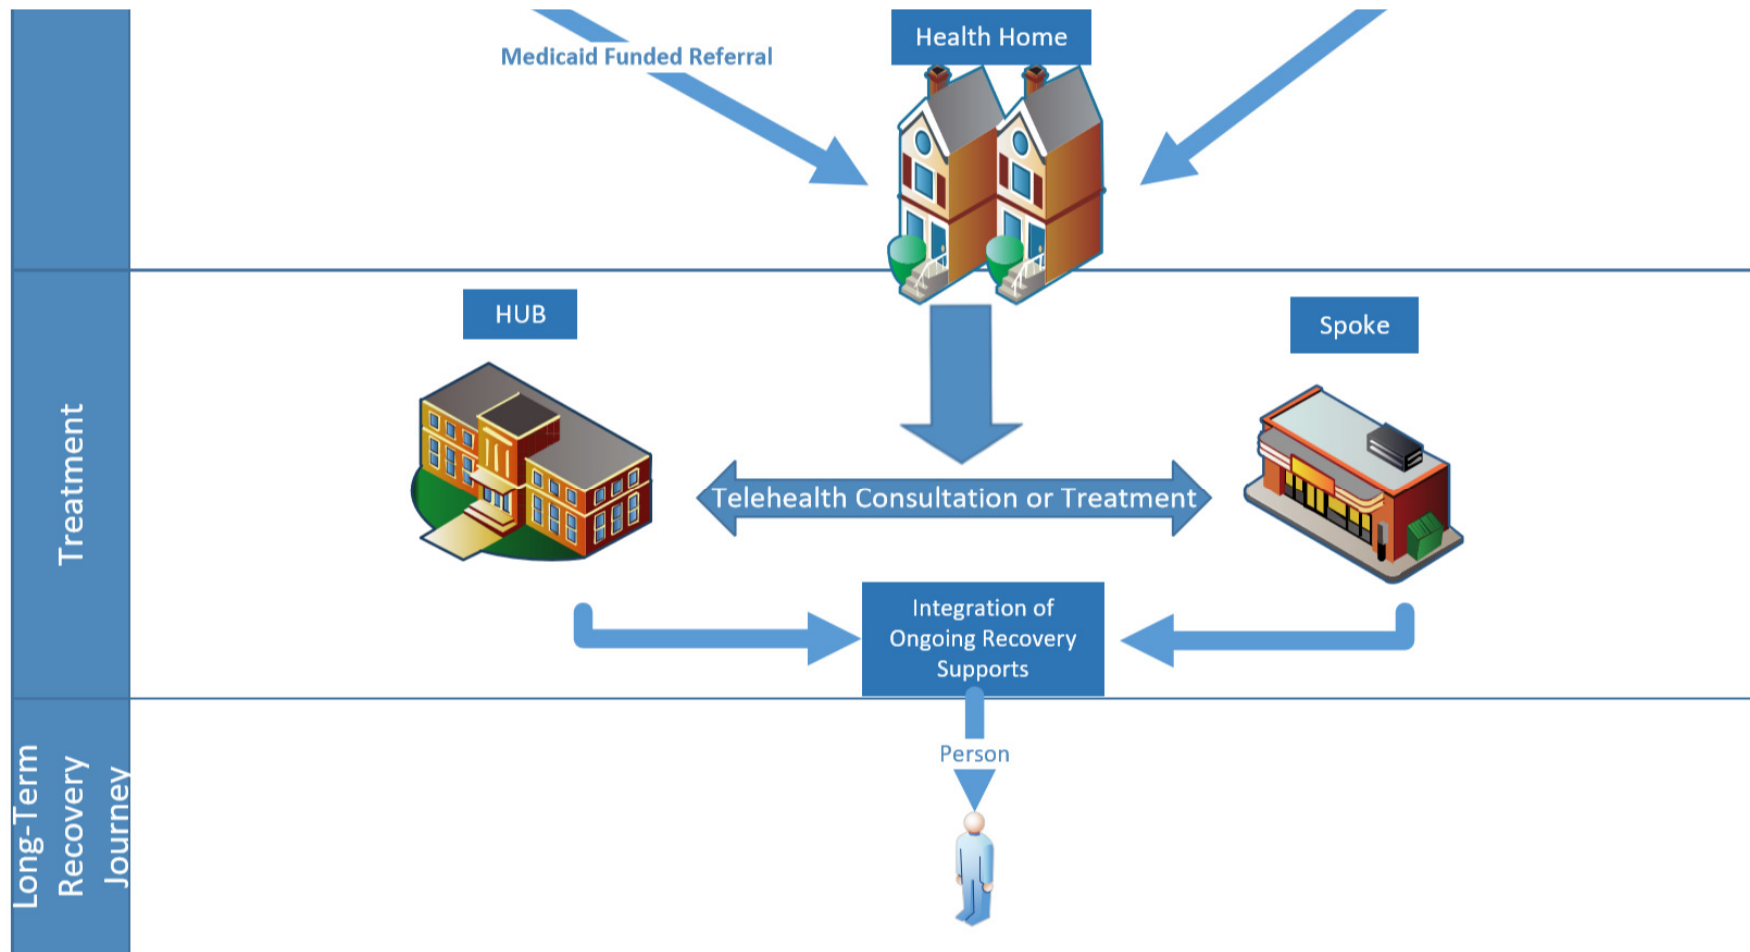 Health Home
Medicaid Funded Referral
Treatment
HUB
Spoke
Telehealth Consultation or Treatment
Integration of
Ongoing Recovery
Supports
Long-Term
Recovery
Journey
Person